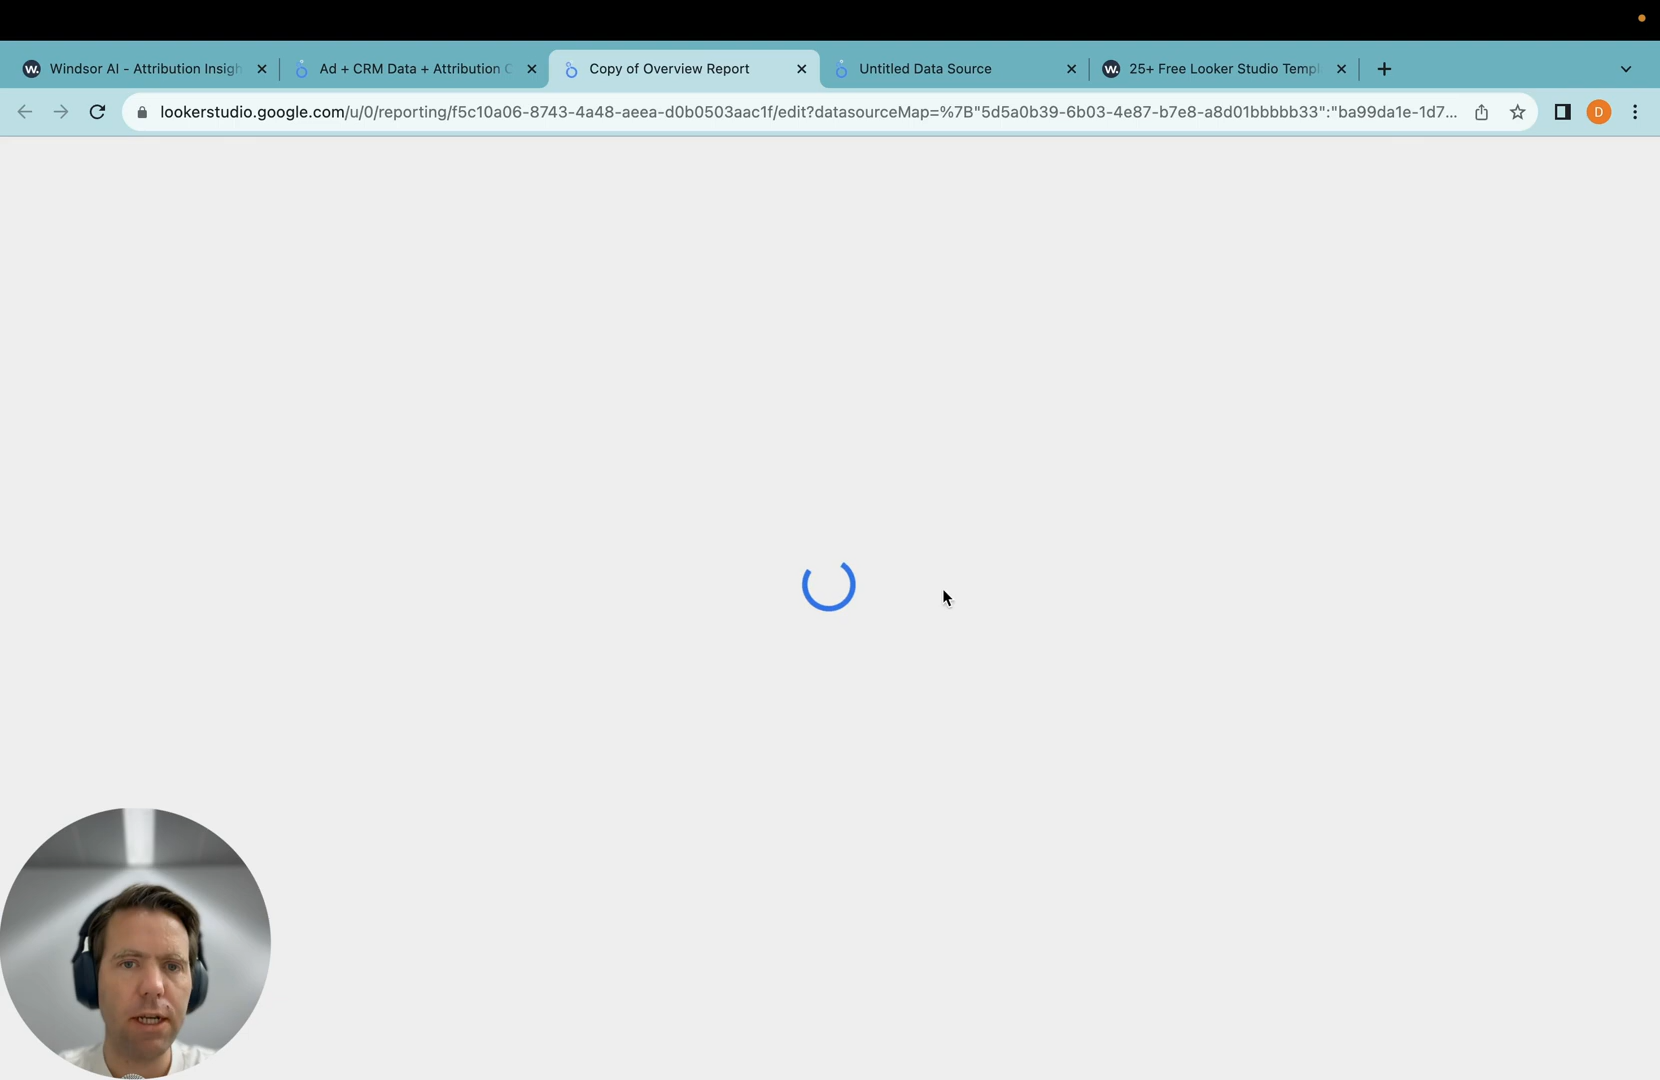 w. Windsor AI - Attribution Insigh
Ad + CRM Data + Attribution C
Copy of Overview Report
Untitled Data Source
w. 25+ Free Looker Studio Templ
lookerstudio.google.com/u/0/reporting/f5c10a06-8743-4a48-aeea-d0b0503aac1f/edit?datasourceMap=%7B"5d5a0b39-6b03-4e87-b7e8-a8d01bbbbb33":"ba99da1e-1d7...
D